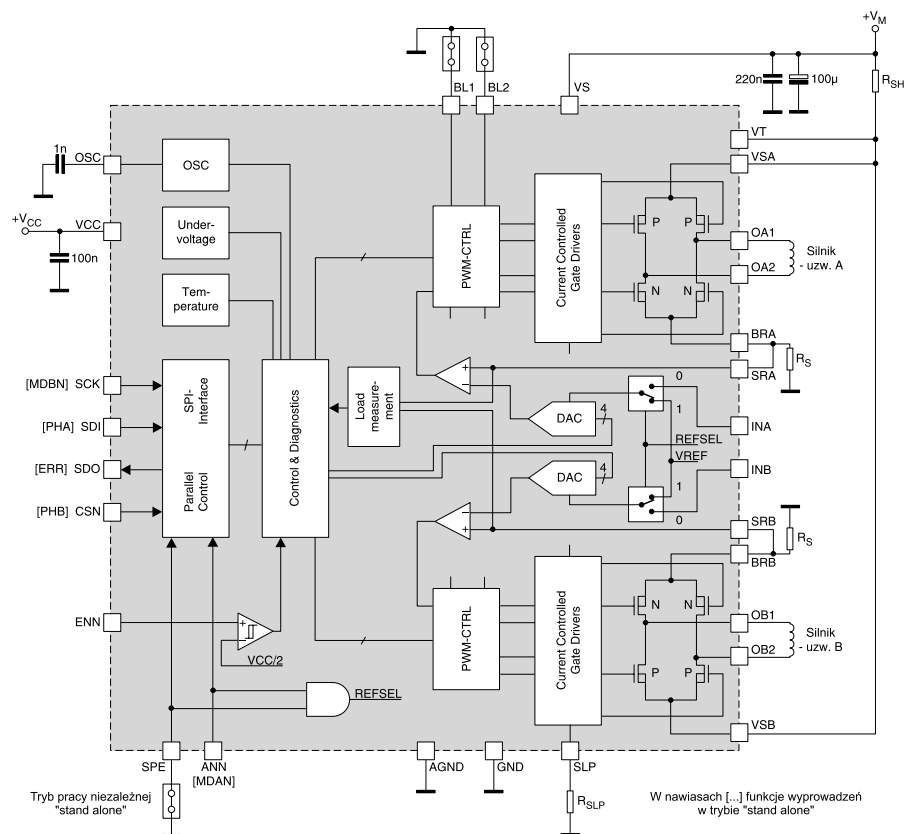 +VM
BL1
BL2
VS
220n
100µ
RSH
VT
1n
OSC
OSC
VSA
+VCC
VCC
100n
Under-
voltage
PWM-CTRL
Current Controlled
Gate Drivers
P
P
OA1
Silnik
- uzw. A
OA2
Tem-
perature
N
N
BRA
RS
SRA
[MDBN] SCK
SPI-
Interface
Parallel
Control
Control & Diagnostics
Load
measure-
ment
+
−
0
DAC
4
1
INA
[PHA] SDI
REFSEL
VREF
[ERR] SDO
INB
DAC
4
1
[PHB] CSN
−
+
0
SRB
RS
BRB
ENN
+
−
VCC/2
PWM-CTRL
Current Controlled
Gate Drivers
N
N
OB1
Silnik
- uzw. B
OB2
P
P
REFSEL
VSB
SPE
ANN
[MDAN]
AGND
GND
SLP
Tryb pracy niezależnej
"stand alone"
RSLP
W nawiasach [...] funkcje wyprowadzeń
w trybie "stand alone"